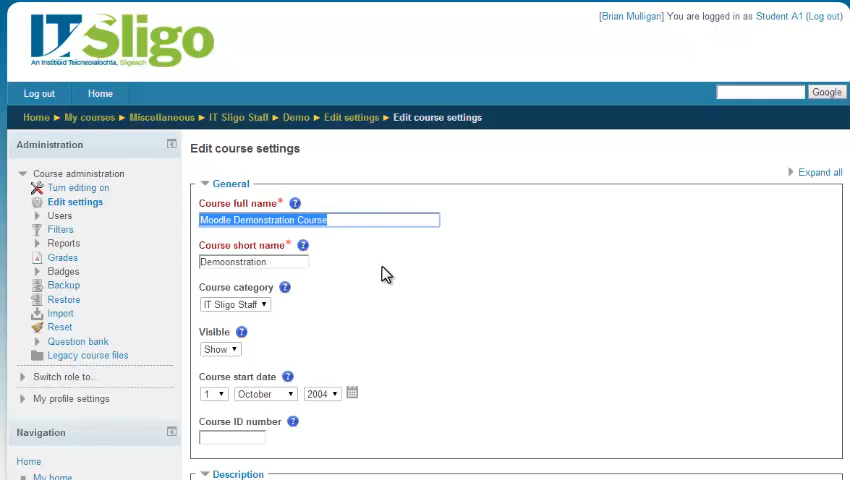 [Brian Mulligan] You are logged in as Student A1 (Log out)
ITSligo
An Institiúid Teicneolaíochta, Sligeach
Log out Home Google
Home ► My courses ► Miscellaneous ► IT Sligo Staff ► Demo ► Edit settings ► Edit course settings
Administration
Course administration
Turn editing on
Edit settings
Users
Filters
Reports
Grades
Badges
Backup
Restore
Import
Reset
Question bank
Legacy course files
Switch role to...
My profile settings
Navigation
Home
My home
Edit course settings
Expand all
General
Course full name*
Moodle Demonstration Course
Course short name*
Demoonstration
Course category
IT Sligo Staff
Visible
Show
Course start date
1 October 2004
Course ID number
Description